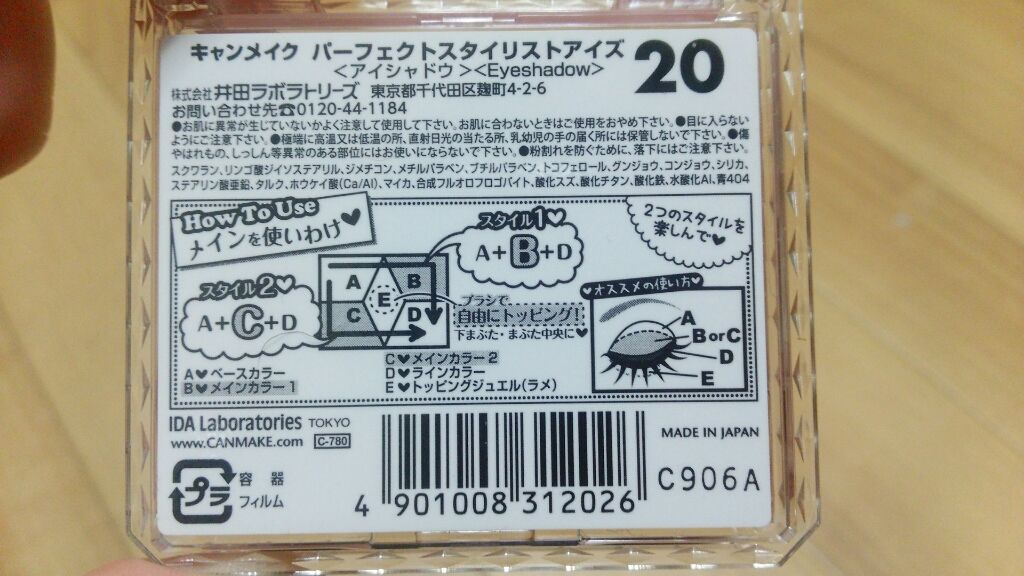 キャンメイク パーフェクトスタイリストアイズ
<アイシャドウ><Eyeshadow>
20
株式会社 井田ラボラトリーズ 東京都千代田区麹町4-2-6
お問い合わせ先☎0120-44-1184
●お肌に異常が生じていないかよく注意して使用して下さい。お肌に合わないときはご使用をおやめ下さい。●目に入らない
ようにご注意下さい。●極端に高温又は低温の所、直射日光の当たる所、乳幼児の手の届く所には保管しないで下さい。●傷
やはれもの、しっしん等異常のある部位にはお使いにならないで下さい。●粉割れを防ぐために、落下にはご注意下さい。
スクワラン、リンゴ酸ジイソステアリル、ジメチコン、メチルパラベン、ブチルパラベン、トコフェロール、グンジョウ、コンジョウ、シリカ、
ステアリン酸亜鉛、タルク、ホウケイ酸(Ca/Al)、マイカ、合成フルオロフロゴパイト、酸化スズ、酸化チタン、酸化鉄、水酸化Al、青404
How To Use
メインを使いわけ♥
スタイル1♥
A+B+D
2つのスタイルを
楽しんで♥
スタイル2♥
A+C+D
A
B
C
D
E
ブラシで
自由にトッピング!
下まぶた・まぶた中央に♥
♥オススメの使い方♥
A
B or C
D
E
A♥ベースカラー
B♥メインカラー1
C♥メインカラー2
D♥ラインカラー
E♥トッピングジュエル(ラメ)
IDA Laboratories TOKYO
www.CANMAKE.com C-780
MADE IN JAPAN
プラ
容器
フィルム
4 901008 312026
C906A